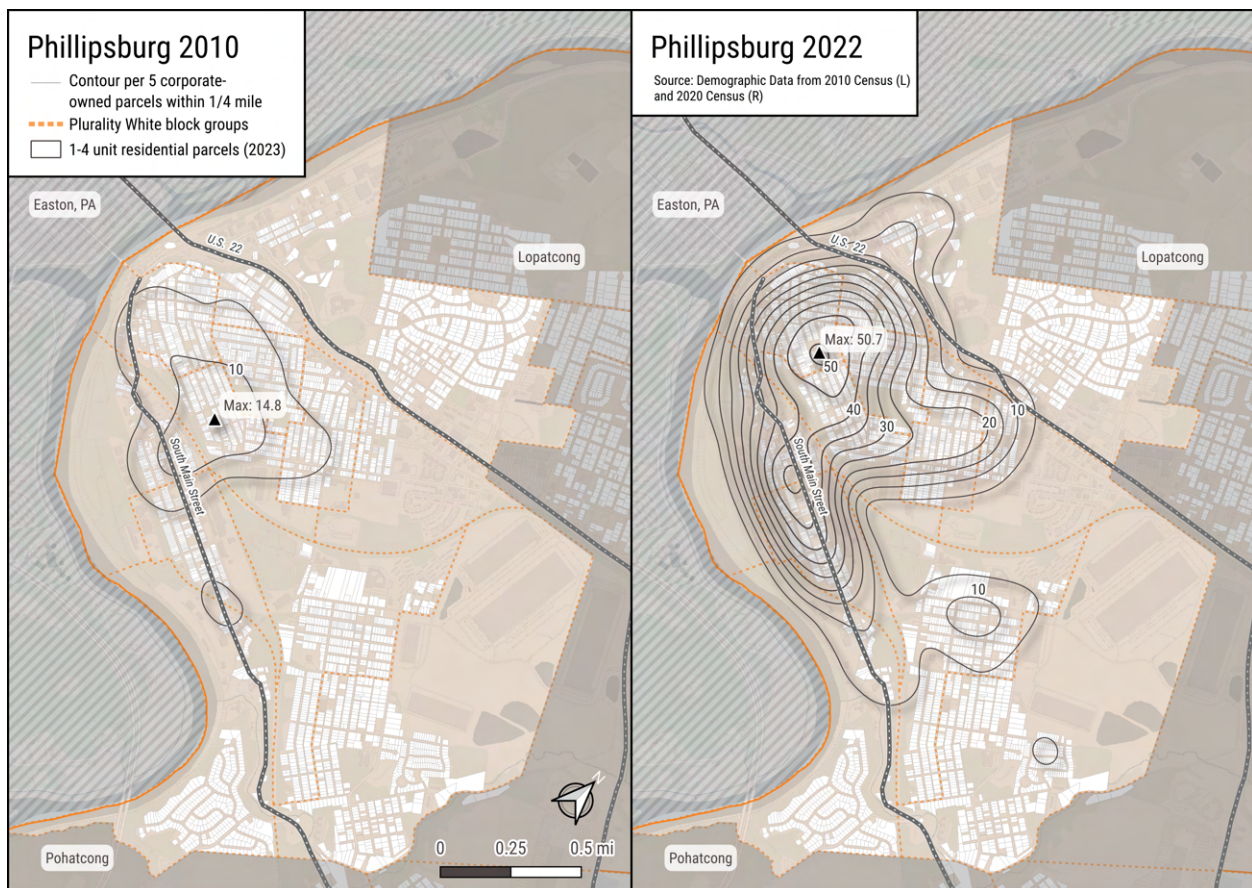 Phillipsburg 2010
Contour per 5 corporate-
owned parcels within 1/4 mile
Plurality White block groups
1-4 unit residential parcels (2023)
Easton, PA
U.S. 22
Lopatcong
10
Max: 14.8
South Main Street
N
0 0.25 0.5 mi
Pohatcong
Phillipsburg 2022
Source: Demographic Data from 2010 Census (L)
and 2020 Census (R)
Easton, PA
U.S. 22
Lopatcong
Max: 50.7
50
40
30
20
10
South Main Street
10
Pohatcong